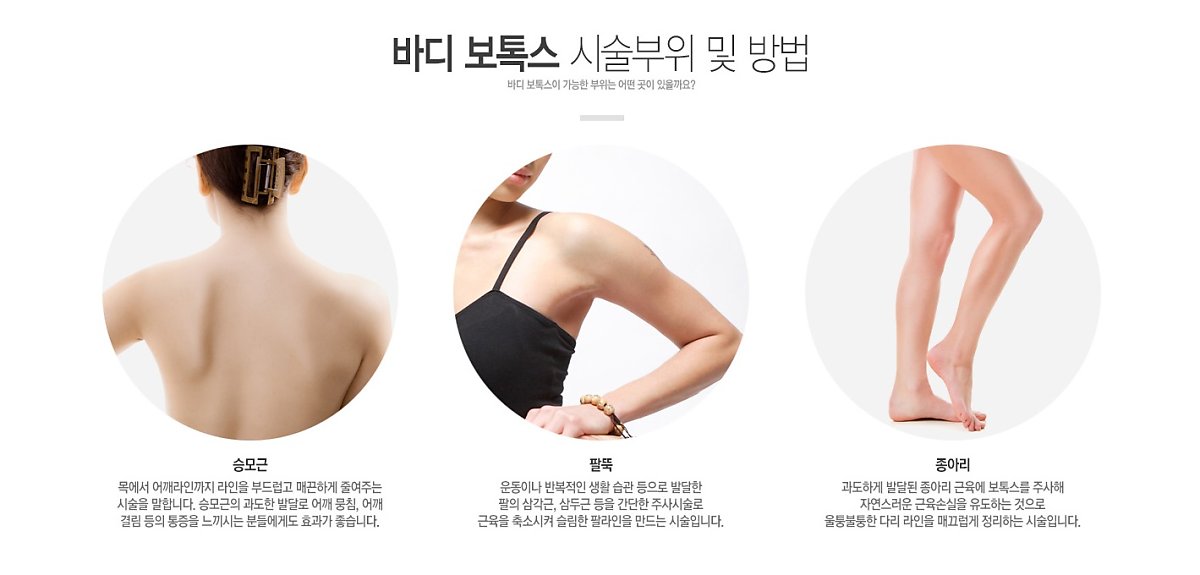 바디 보톡스 시술부위 및 방법
바디 보톡스이 가능한 부위는 어떤 곳이 있을까요?
승모근
목에서 어깨라인까지 라인을 부드럽고 매끈하게 줄여주는
시술을 말합니다. 승모근의 과도한 발달로 어깨 뭉침, 어깨
걸림 등의 통증을 느끼시는 분들에게도 효과가 좋습니다.
팔뚝
운동이나 반복적인 생활 습관 등으로 발달한
팔의 삼각근, 삼두근 등을 간단한 주사시술로
근육을 축소시켜 슬림한 팔라인을 만드는 시술입니다.
종아리
과도하게 발달된 종아리 근육에 보톡스를 주사해
자연스러운 근육손실을 유도하는 것으로
울퉁불퉁한 다리 라인을 매끄럽게 정리하는 시술입니다.